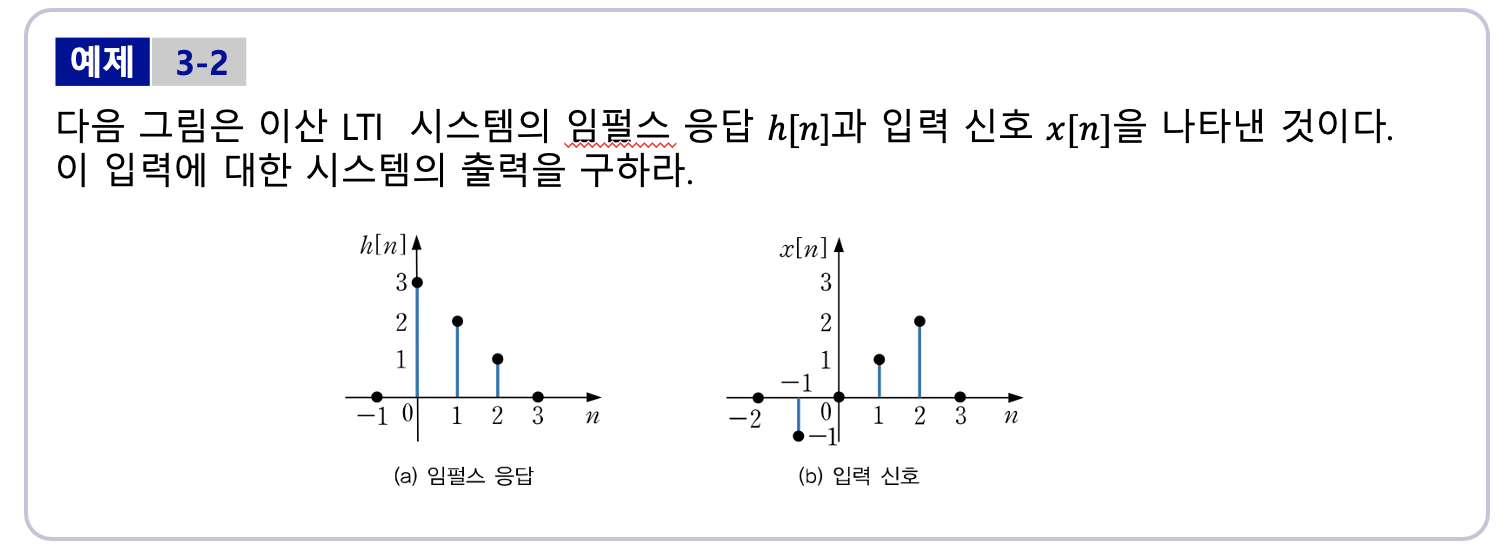 예제 3-2
다음 그림은 이산 LTI 시스템의 임펄스 응답 h[n]과 입력 신호 x[n]을 나타낸 것이다.
이 입력에 대한 시스템의 출력을 구하라.
h[n]
3
2
1
−1 0 1 2 3 n
(a) 임펄스 응답
x[n]
3
2
1
−1
−2 0 1 2 3 n
−1
(b) 입력 신호